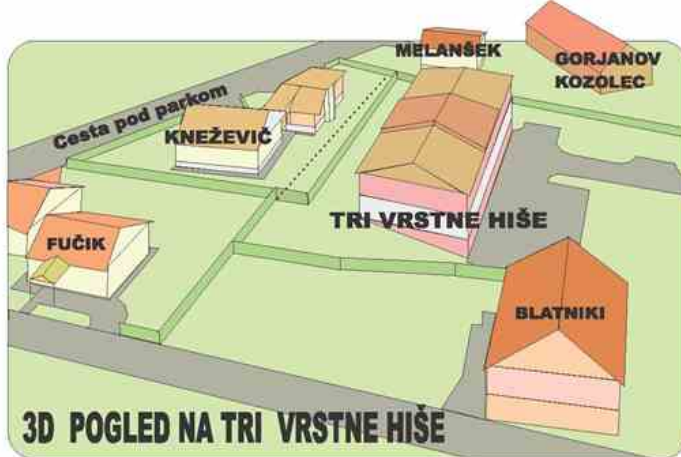 MELANŠEK
GORJANOV
KOZOLEC
Cesta pod parkom
KNEŽEVIČ
TRI VRSTNE HIŠE
FUČIK
BLATNIKI
3D POGLED NA TRI VRSTNE HIŠE